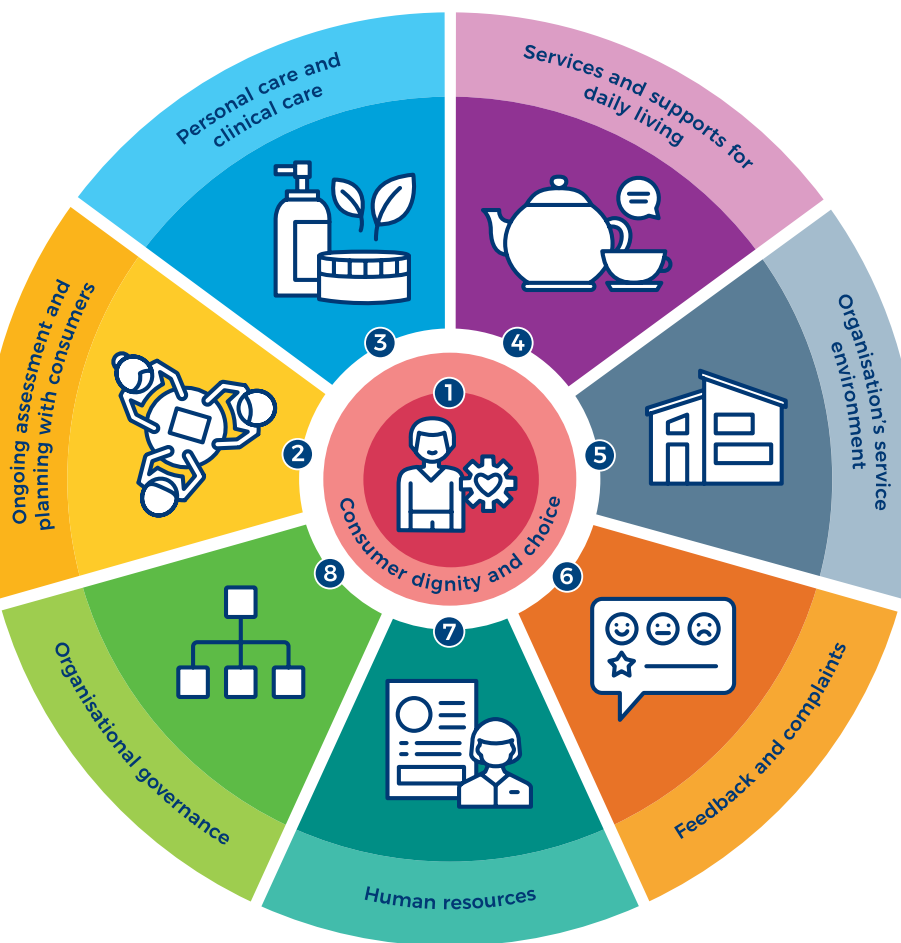 1
Consumer dignity and choice
2
Ongoing assessment and
planning with consumers
3
Personal care and
clinical care
4
Services and supports for
daily living
5
Organisation's service
environment
6
Feedback and complaints
7
Human resources
8
Organisational governance